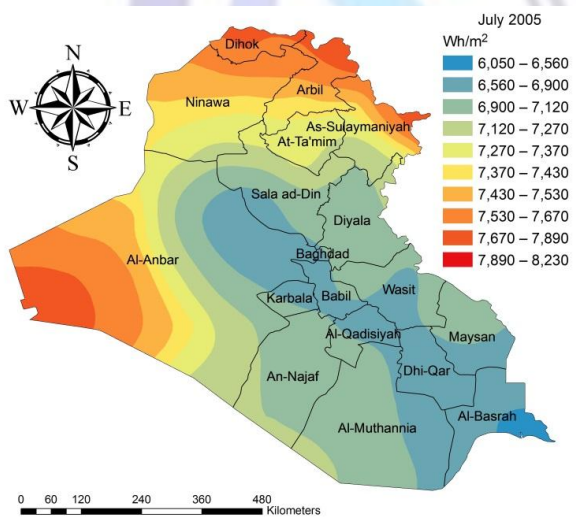 July 2005
Wh/m²
6,050 – 6,560
6,560 – 6,900
6,900 – 7,120
7,120 – 7,270
7,270 – 7,370
7,370 – 7,430
7,430 – 7,530
7,530 – 7,670
7,670 – 7,890
7,890 – 8,230
N
W E
S
Dihok
Ninawa
Arbil
As-Sulaymaniyah
At-Ta'mim
Sala ad-Din
Diyala
Al-Anbar
Baghdad
Karbala
Babil
Wasit
Al-Qadisiyah
Maysan
An-Najaf
Dhi-Qar
Al-Muthannia
Al-Basrah
0 30 60 120 240 360 480
Kilometers